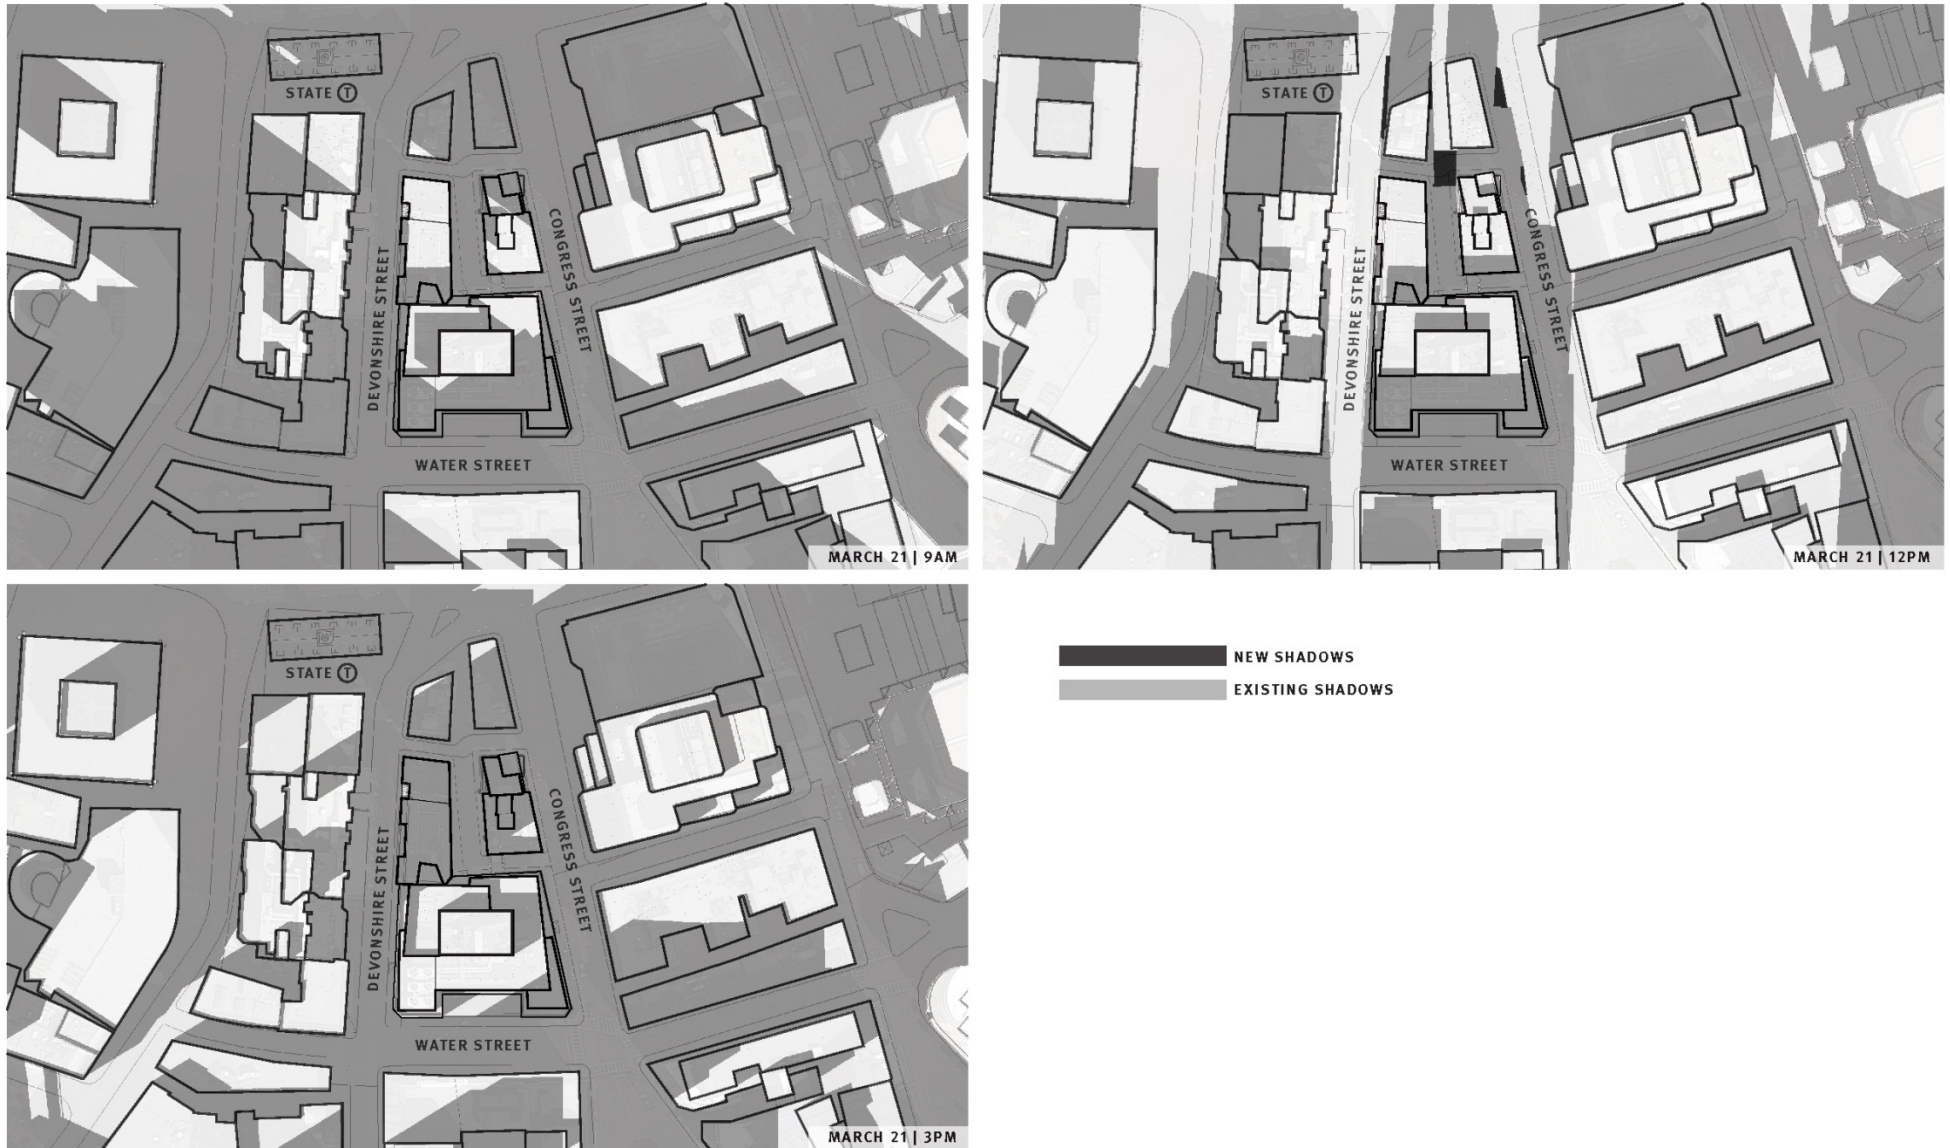 STATE T
DEVONSHIRE STREET
CONGRESS STREET
WATER STREET
MARCH 21 | 9AM
STATE T
DEVONSHIRE STREET
CONGRESS STREET
WATER STREET
MARCH 21 | 12PM
STATE T
DEVONSHIRE STREET
CONGRESS STREET
WATER STREET
MARCH 21 | 3PM
NEW SHADOWS
EXISTING SHADOWS